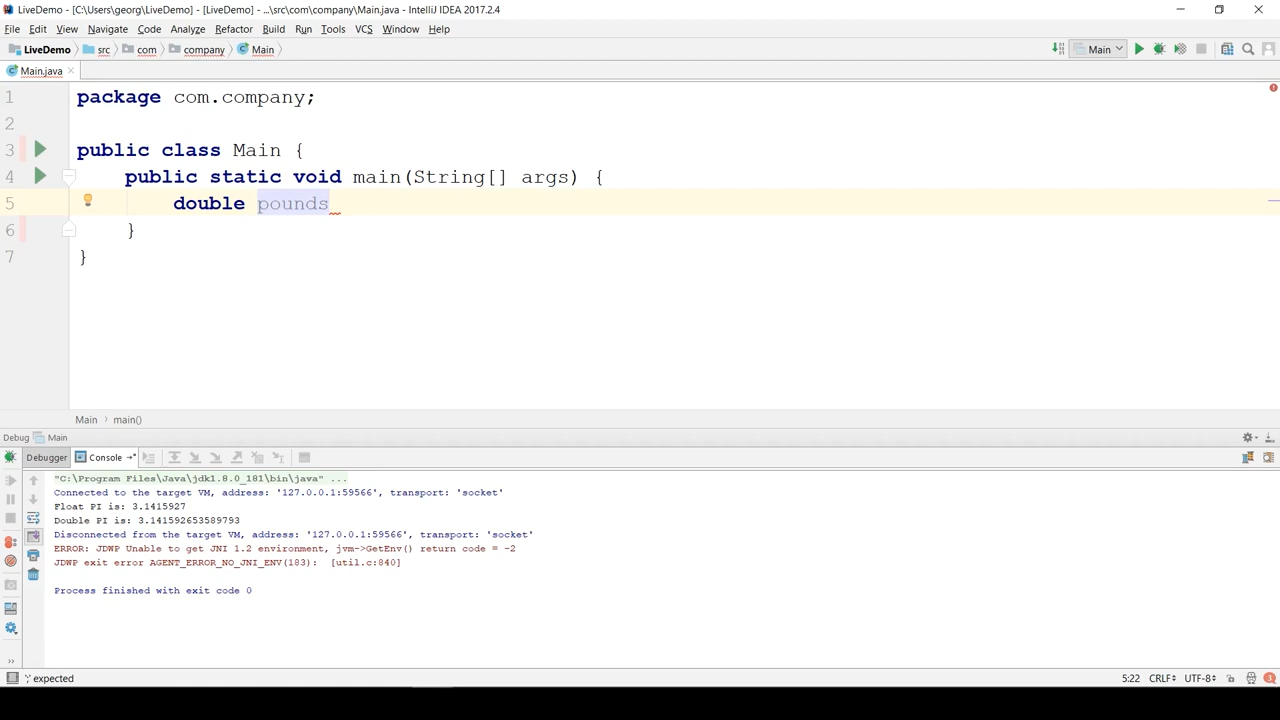 LiveDemo - [C:\Users\georg\LiveDemo] - [LiveDemo] - ...\src\com\company\Main.java - IntelliJ IDEA 2017.2.4
File Edit View Navigate Code Analyze Refactor Build Run Tools VCS Window Help
LiveDemo src com company Main Main
Main.java
1 package com.company;
2
3 public class Main {
4 public static void main(String[] args) {
5 double pounds
6 }
7 }
Main main()
Debug Main
Debugger Console
"C:\Program Files\Java\jdk1.8.0_181\bin\java" ...
Connected to the target VM, address: '127.0.0.1:59566', transport: 'socket'
Float PI is: 3.1415927
Double PI is: 3.141592653589793
Disconnected from the target VM, address: '127.0.0.1:59566', transport: 'socket'
ERROR: JDWP Unable to get JNI 1.2 environment, jvm->GetEnv() return code = -2
JDWP exit error AGENT_ERROR_NO_JNI_ENV(183):  [util.c:840]
Process finished with exit code 0
';' expected 5:22 CRLF UTF-8 3